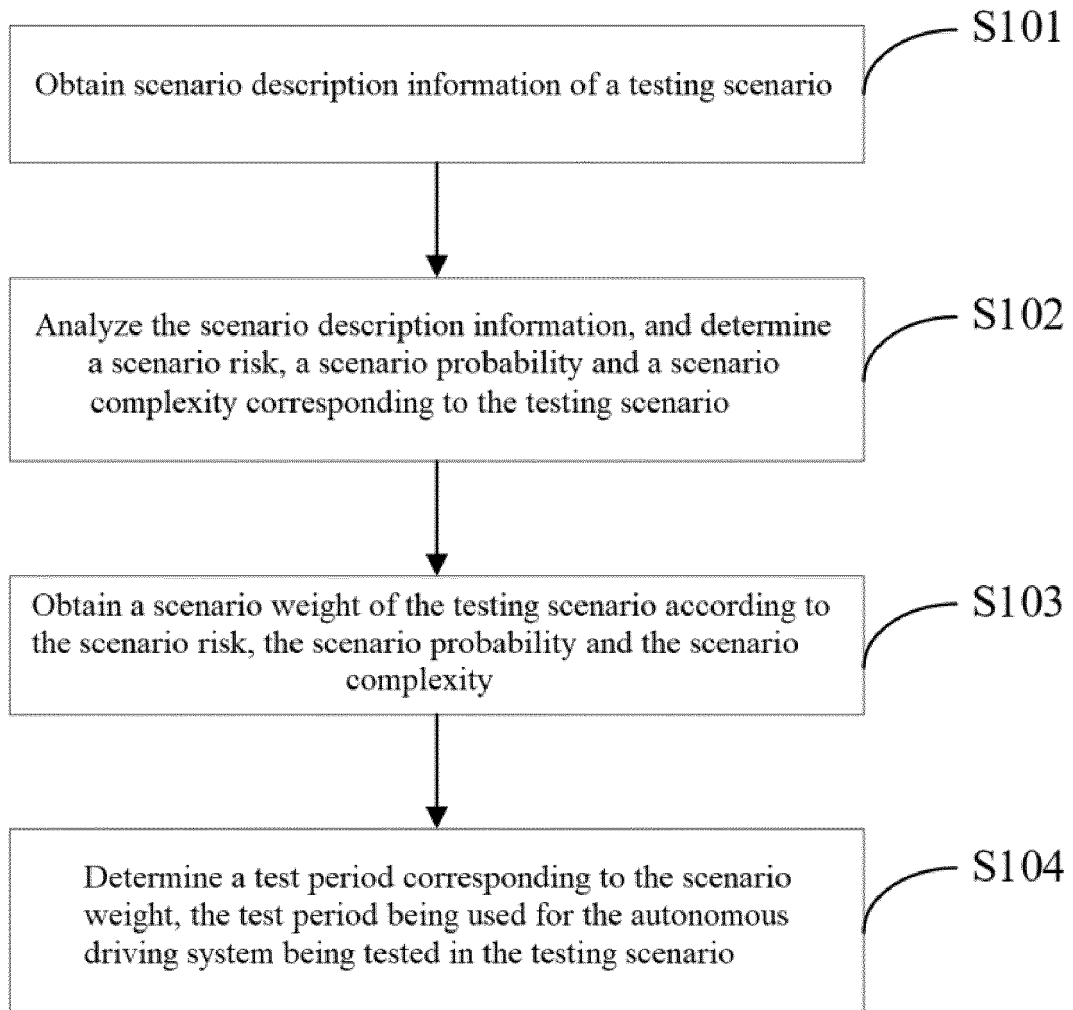 S101
Obtain scenario description information of a testing scenario
S102
Analyze the scenario description information, and determine
a scenario risk, a scenario probability and a scenario
complexity corresponding to the testing scenario
S103
Obtain a scenario weight of the testing scenario according to
the scenario risk, the scenario probability and the scenario
complexity
S104
Determine a test period corresponding to the scenario
weight, the test period being used for the autonomous
driving system being tested in the testing scenario